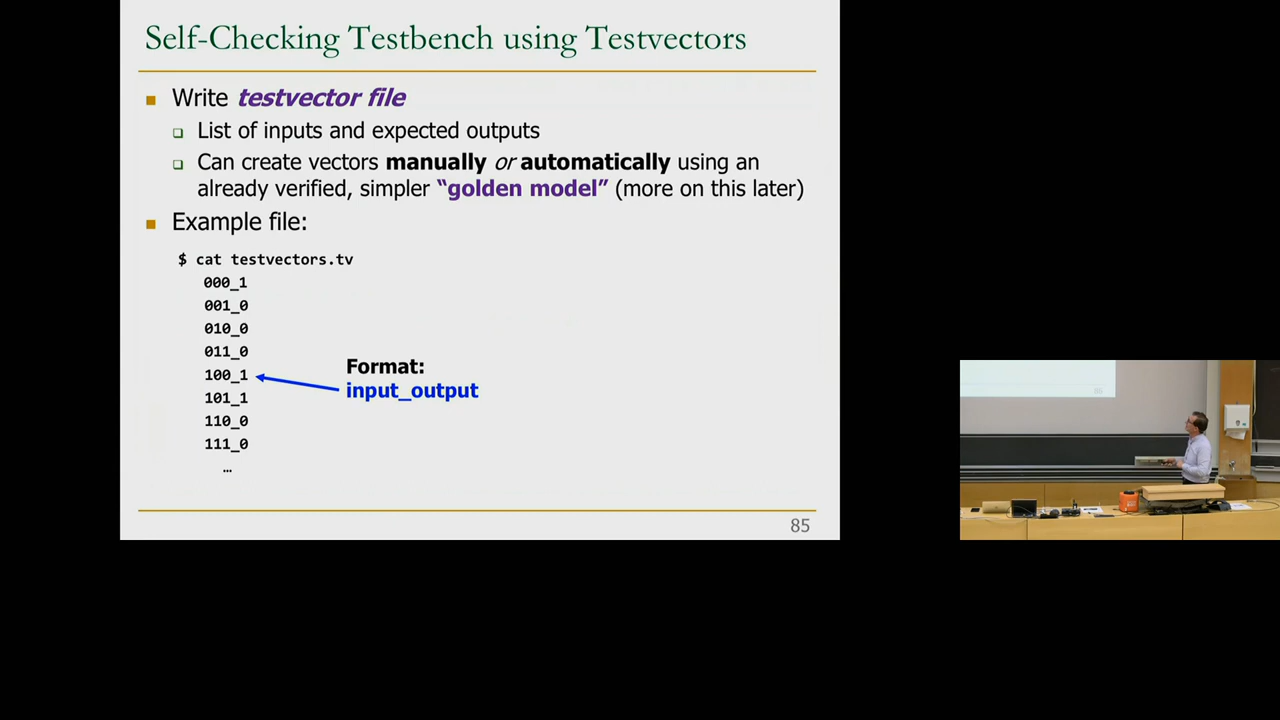 Self-Checking Testbench using Testvectors
Write testvector file
List of inputs and expected outputs
Can create vectors manually or automatically using an
already verified, simpler “golden model” (more on this later)
Example file:
$ cat testvectors.tv
000_1
001_0
010_0
011_0
100_1
101_1
110_0
111_0
…
Format:
input_output
85